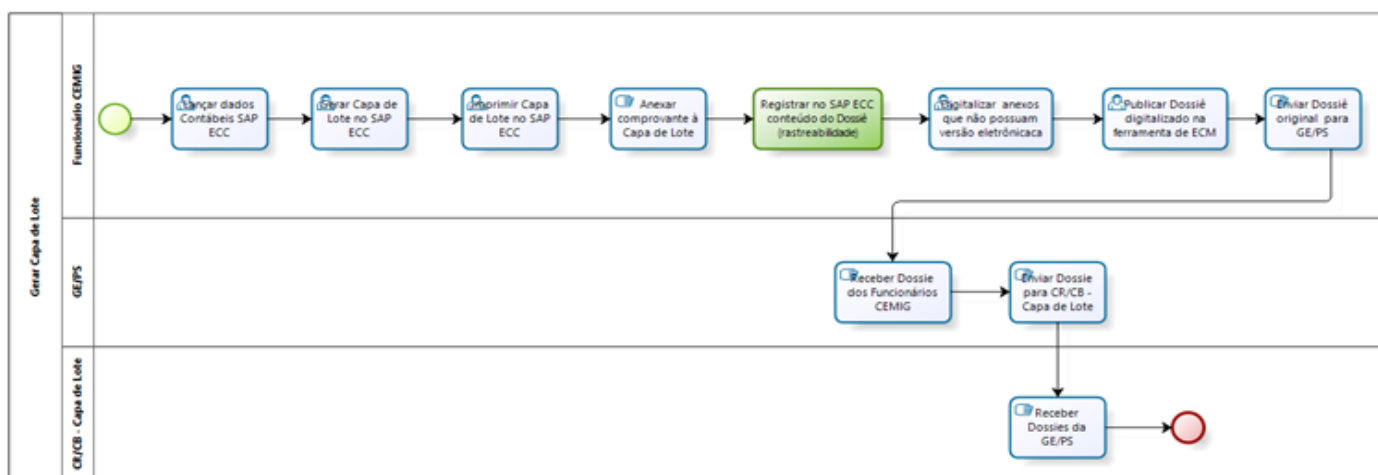 Gerar Capa de Lote
Funcionário CEMIG
Lançar dados
Contábeis SAP
ECC
Gerar Capa de
Lote no SAP
ECC
Imprimir Capa
de Lote no SAP
ECC
Anexar
comprovante à
Capa de Lote
Registrar no SAP ECC
conteúdo do Dossiê
(rastreabilidade)
Digitalizar anexos
que não possuam
versão eletrônicaca
Publicar Dossiê
digitalizado na
ferramenta de ECM
Enviar Dossiê
original para
GE/PS
GE/PS
Receber Dossie
dos Funcionários
CEMIG
Enviar Dossie
para CR/CB -
Capa de Lote
CR/CB - Capa de Lote
Receber
Dossies da
GE/PS